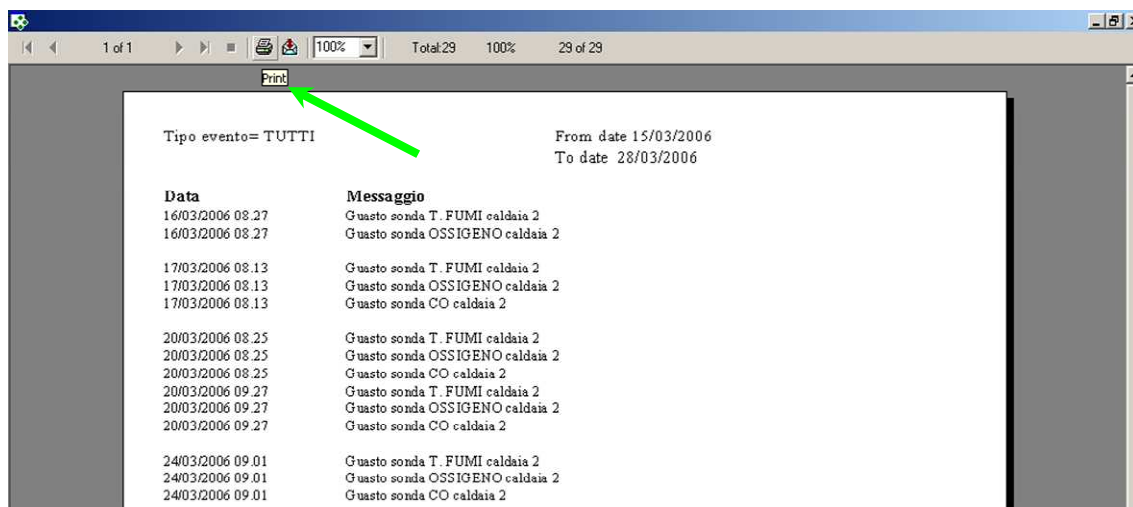 1 of 1 100% Total:29 100% 29 of 29
Print
Tipo evento= TUTTI From date 15/03/2006
To date 28/03/2006
Data Messaggio
16/03/2006 08.27 Guasto sonda T. FUMI caldaia 2
16/03/2006 08.27 Guasto sonda OSSIGENO caldaia 2
17/03/2006 08.13 Guasto sonda T. FUMI caldaia 2
17/03/2006 08.13 Guasto sonda OSSIGENO caldaia 2
17/03/2006 08.13 Guasto sonda CO caldaia 2
20/03/2006 08.25 Guasto sonda T. FUMI caldaia 2
20/03/2006 08.25 Guasto sonda OSSIGENO caldaia 2
20/03/2006 08.25 Guasto sonda CO caldaia 2
20/03/2006 09.27 Guasto sonda T. FUMI caldaia 2
20/03/2006 09.27 Guasto sonda OSSIGENO caldaia 2
20/03/2006 09.27 Guasto sonda CO caldaia 2
24/03/2006 09.01 Guasto sonda T. FUMI caldaia 2
24/03/2006 09.01 Guasto sonda OSSIGENO caldaia 2
24/03/2006 09.01 Guasto sonda CO caldaia 2